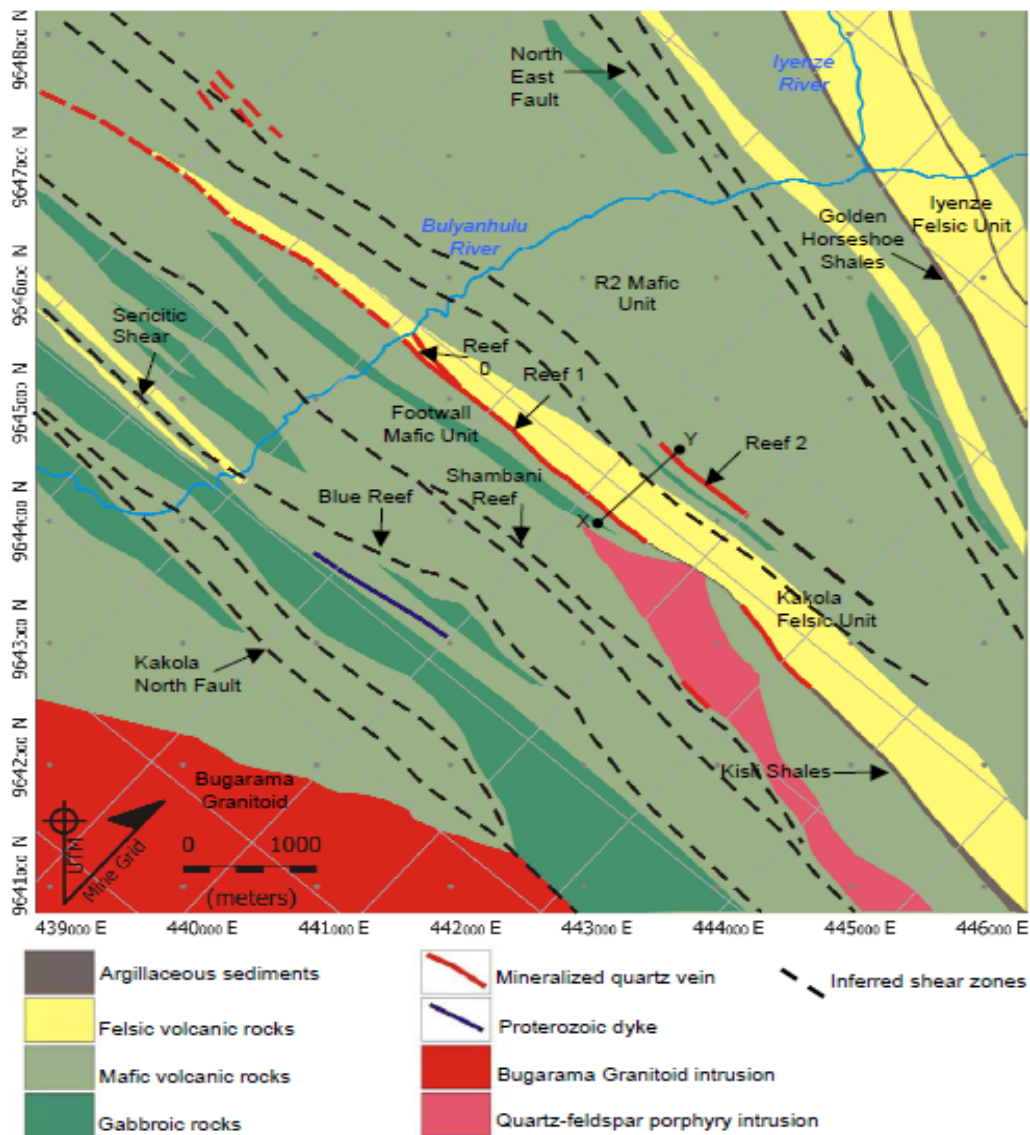 9648000 N
9647000 N
9646000 N
9645000 N
9644000 N
9643000 N
9642000 N
9641000 N
North
East
Fault
Iyenze
River
Bulyanhulu
River
Golden
Horseshoe
Shales
Iyenze
Felsic Unit
R2 Mafic
Unit
Sericitic
Shear
Reef
0
Reef 1
Footwall
Mafic Unit
Y
Reef 2
Shambani
Reef
Blue Reef
X
Kakola
Felsic Unit
Kakola
North Fault
Kisii Shales
Bugarama
Granitoid
UTM
Mine Grid
0 1000
(meters)
439000 E 440000 E 441000 E 442000 E 443000 E 444000 E 445000 E 446000 E
Argillaceous sediments
Felsic volcanic rocks
Mafic volcanic rocks
Gabbroic rocks
Mineralized quartz vein
Proterozoic dyke
Bugarama Granitoid intrusion
Quartz-feldspar porphyry intrusion
Inferred shear zones